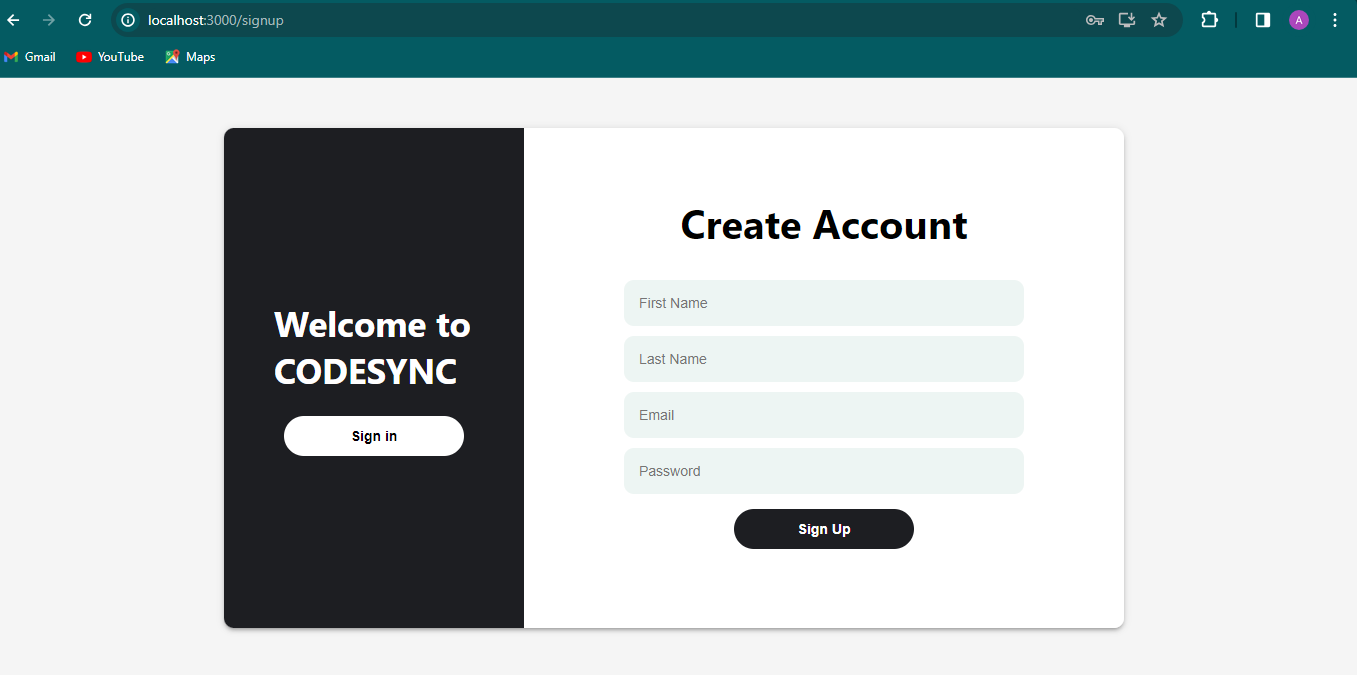 localhost:3000/signup
A
Gmail
YouTube
Maps
Welcome to
CODESYNC
Sign in
Create Account
First Name
Last Name
Email
Password
Sign Up